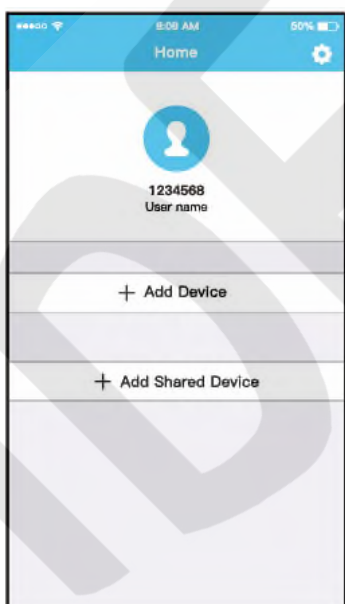 8:08 AM
50%
Home
1234568
User name
+ Add Device
+ Add Shared Device